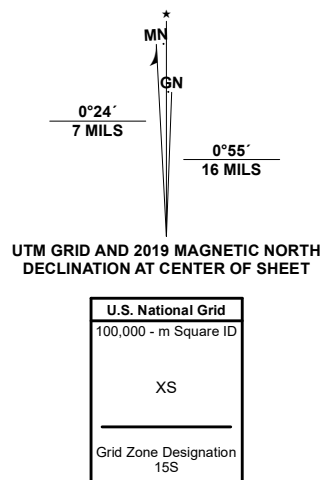 ★
MN
GN
0°24´
7 MILS
0°55´
16 MILS
UTM GRID AND 2019 MAGNETIC NORTH
DECLINATION AT CENTER OF SHEET
U.S. National Grid
100,000 - m Square ID
XS
Grid Zone Designation
15S